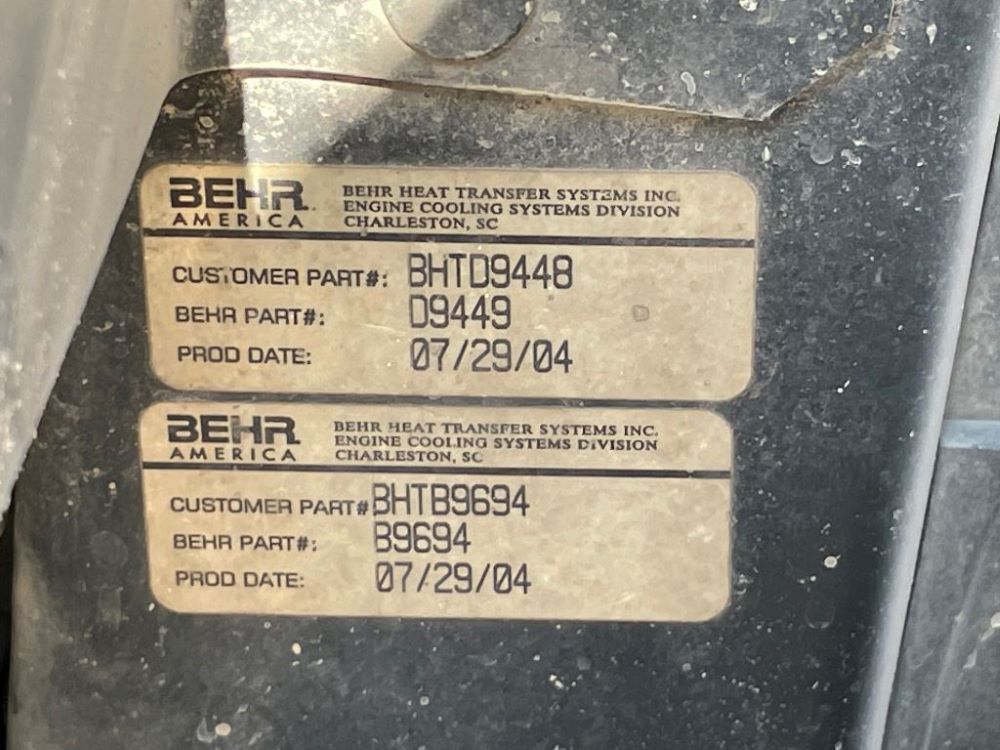 BEHR
AMERICA
BEHR HEAT TRANSFER SYSTEMS INC.
ENGINE COOLING SYSTEMS DIVISION
CHARLESTON, SC
CUSTOMER PART#: BHTD9448
BEHR PART#: D9449
PROD DATE: 07/29/04
BEHR
AMERICA
BEHR HEAT TRANSFER SYSTEMS INC.
ENGINE COOLING SYSTEMS DIVISION
CHARLESTON, SC
CUSTOMER PART# BHTB9694
BEHR PART#: B9694
PROD DATE: 07/29/04